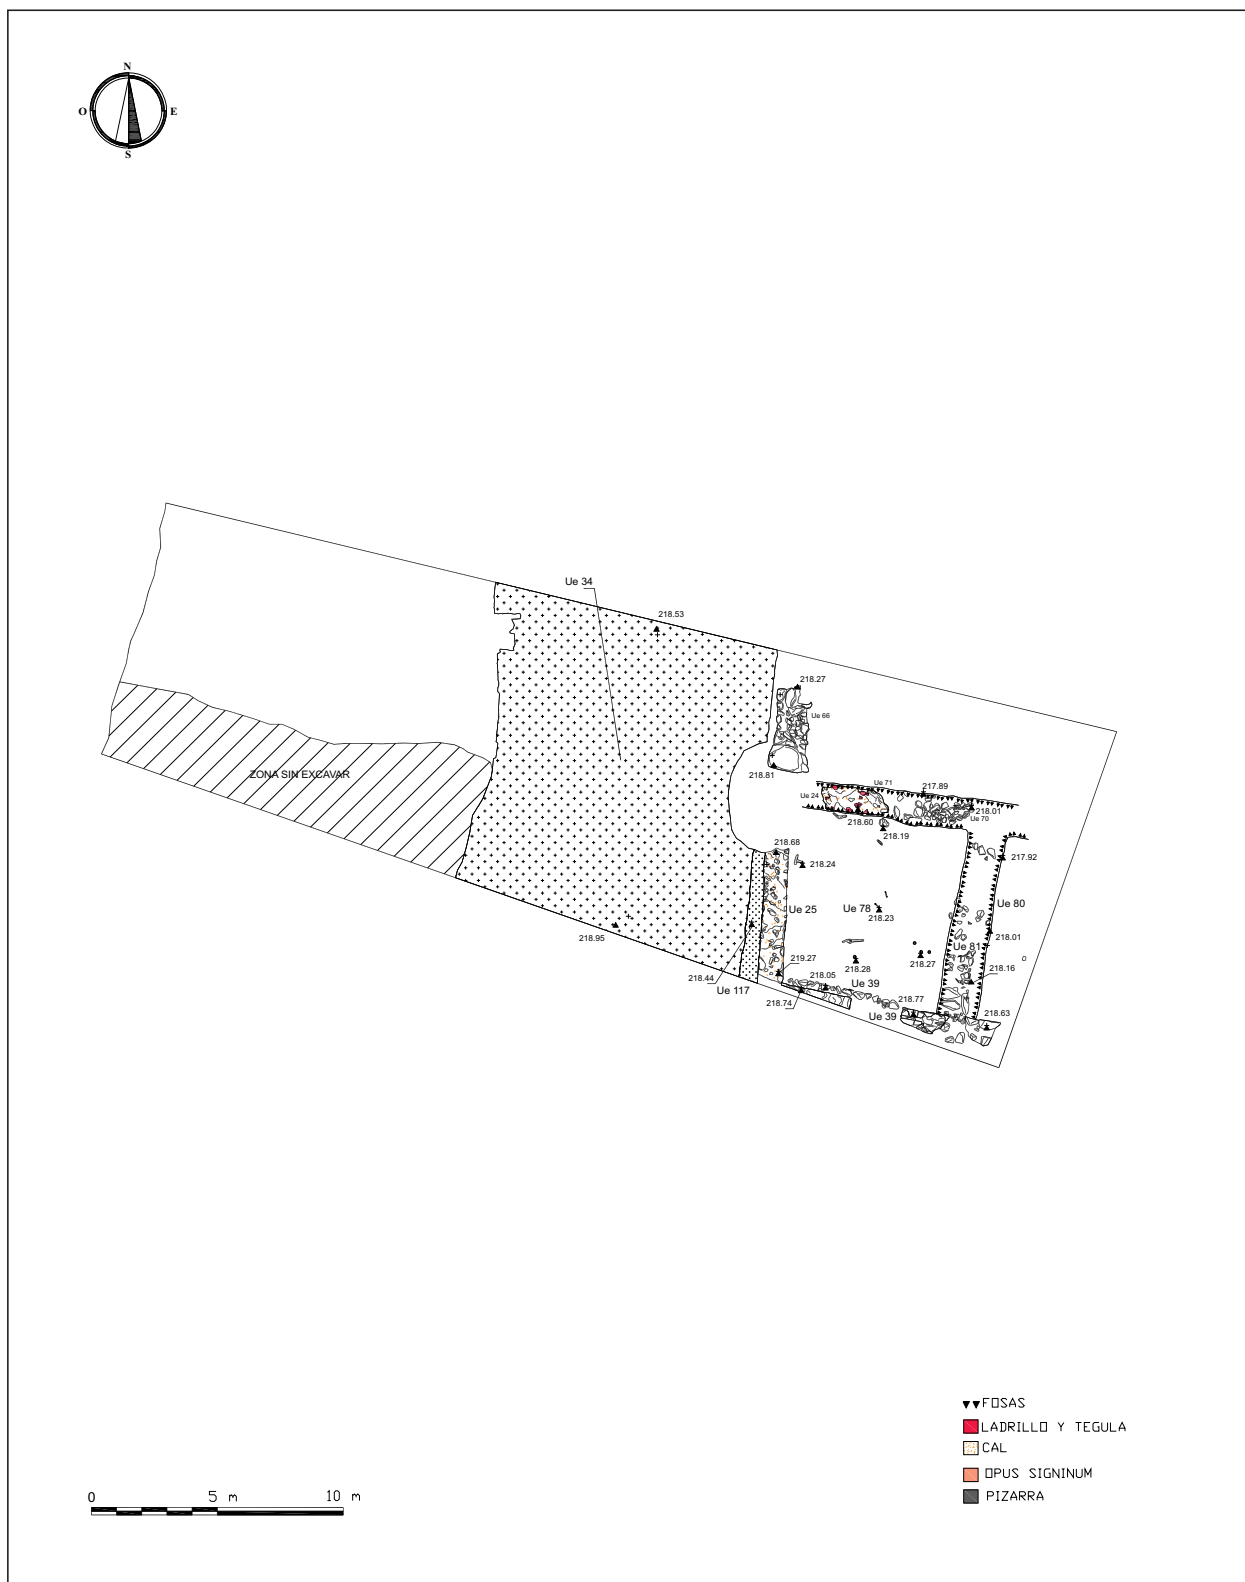 N
O E
S
Ue 34
218.53
218.27
Ue 66
ZONA SIN EXCAVAR
218.81
Ue 71
217.89
Ue 24
218.01
Ue 70
218.60
218.19
218.68
218.24
217.92
Ue 25
Ue 78
218.23
Ue 80
218.95
218.01
Ue 81
219.27
218.28
218.27
218.44
218.05
Ue 39
218.16
Ue 117
218.74
218.77
Ue 39
218.63
FOSAS
LADRILLO Y TEGULA
CAL
OPUS SIGNINUM
PIZARRA
0 5 m 10 m